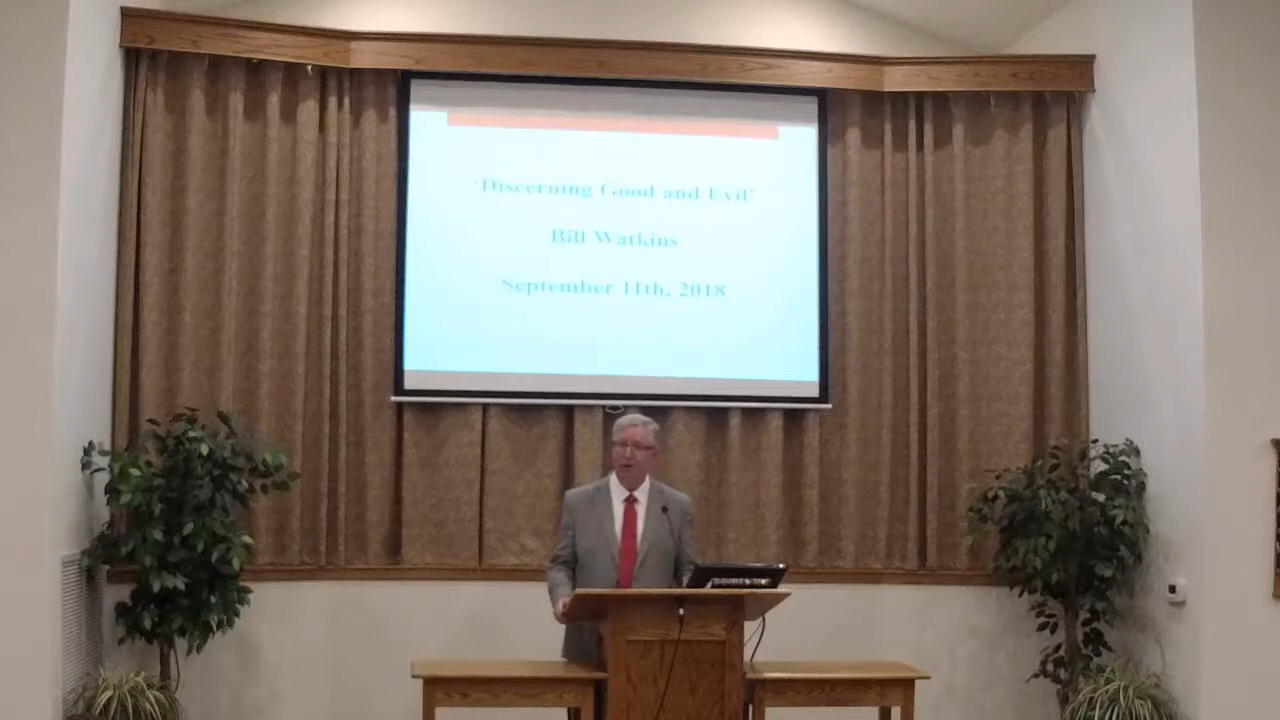 'Discerning Good and Evil'
Bill Watkins
September 11th, 2018